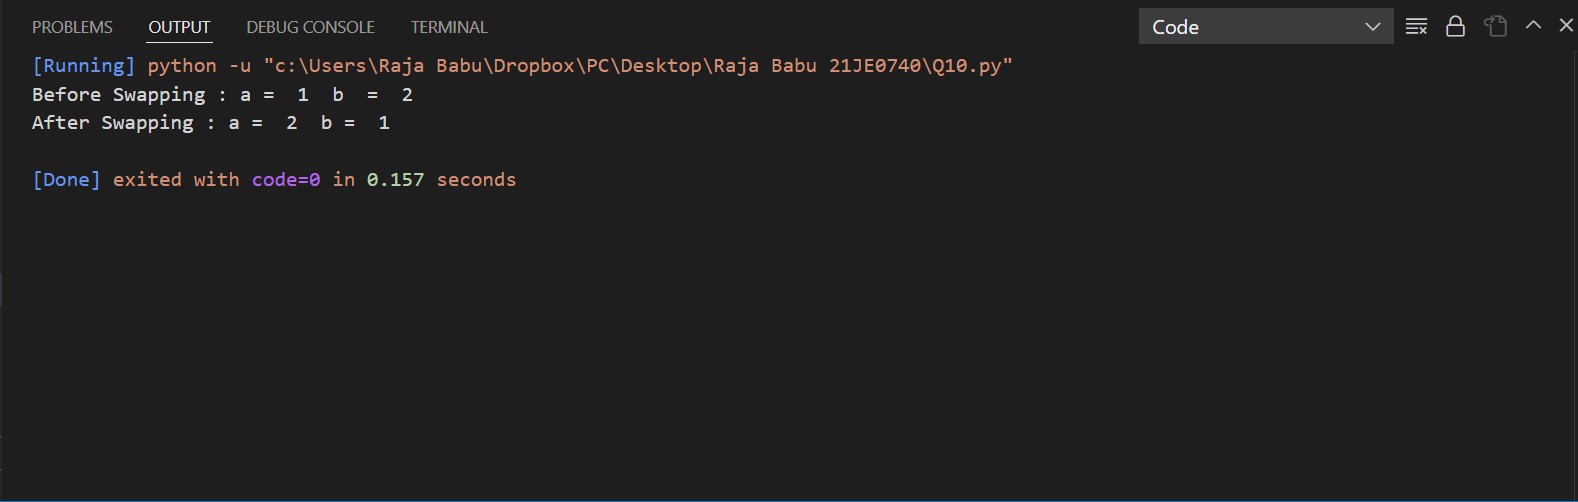 PROBLEMS OUTPUT DEBUG CONSOLE TERMINAL Code
[Running] python -u "c:\Users\Raja Babu\Dropbox\PC\Desktop\Raja Babu 21JE0740\Q10.py"
Before Swapping : a =  1  b  =  2
After Swapping : a =  2  b =  1
[Done] exited with code=0 in 0.157 seconds